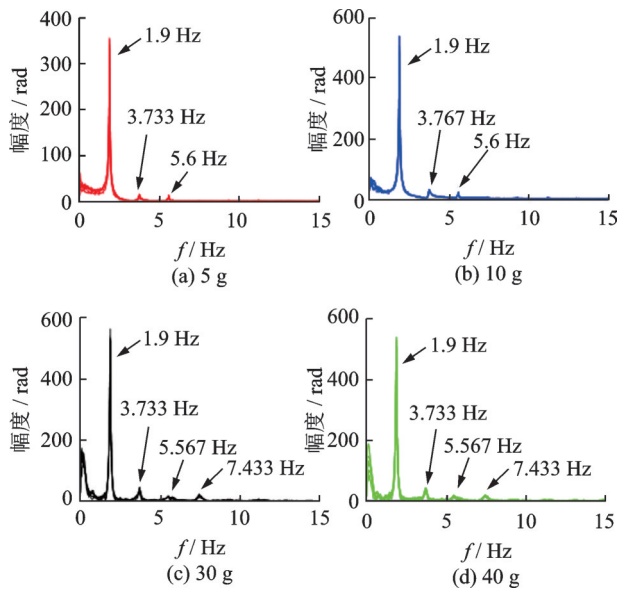 400
300
200
100
0
幅度 / rad
1.9 Hz
3.733 Hz
5.6 Hz
0 5 10 15
f / Hz
(a) 5 g
600
400
200
0
幅度 / rad
1.9 Hz
3.767 Hz
5.6 Hz
0 5 10 15
f / Hz
(b) 10 g
600
400
200
0
幅度 / rad
1.9 Hz
3.733 Hz
5.567 Hz
7.433 Hz
0 5 10 15
f / Hz
(c) 30 g
600
400
200
0
幅度 / rad
1.9 Hz
3.733 Hz
5.567 Hz
7.433 Hz
0 5 10 15
f / Hz
(d) 40 g